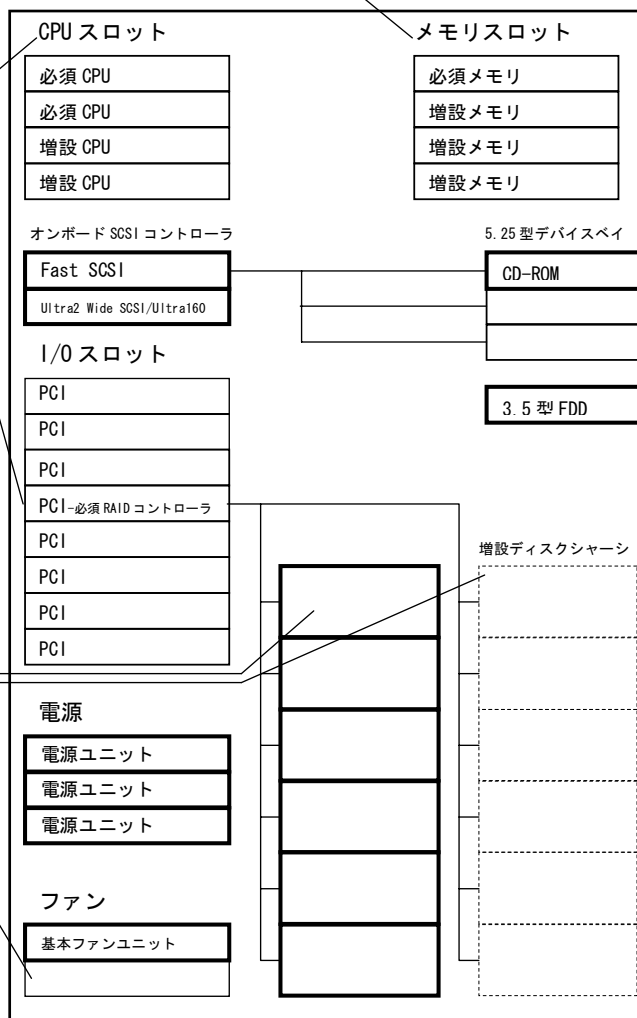 CPU スロット
必須 CPU
必須 CPU
増設 CPU
増設 CPU
メモリスロット
必須メモリ
増設メモリ
増設メモリ
増設メモリ
オンボード SCSI コントローラ
Fast SCSI
Ultra2 Wide SCSI/Ultra160
5.25 型デバイスベイ
CD-ROM
3.5 型 FDD
I/O スロット
PCI
PCI
PCI
PCI-必須 RAID コントローラ
PCI
PCI
PCI
PCI
増設ディスクシャーシ
電源
電源ユニット
電源ユニット
電源ユニット
ファン
基本ファンユニット